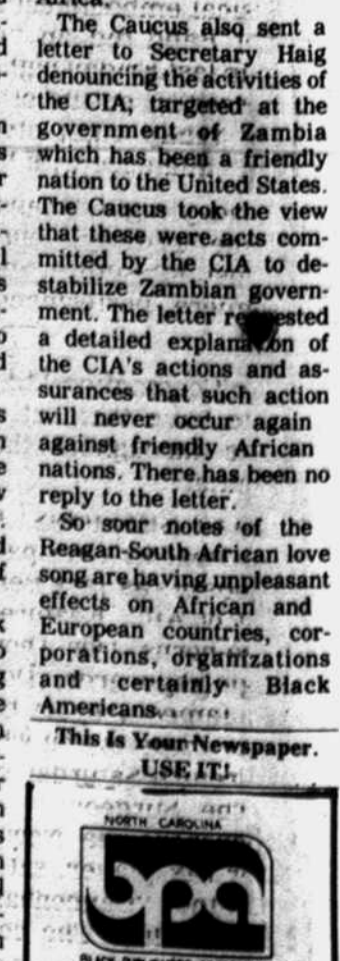 The Caucus also sent a
letter to Secretary Haig
denouncing the activities of
the CIA; targeted at the
government of Zambia
which has been a friendly
nation to the United States.
The Caucus took the view
that these were acts com-
mitted by the CIA to de-
stabilize Zambian govern-
ment. The letter requested
a detailed explanation of
the CIA's actions and as-
surances that such action
will never occur again
against friendly African
nations. There has been no
reply to the letter.
So sour notes of the
Reagan-South African love
song are having unpleasant
effects on African and
European countries, cor-
porations, organizations
and certainly Black
Americans.
This Is Your Newspaper.
USE IT!
NORTH CAROLINA
bpa